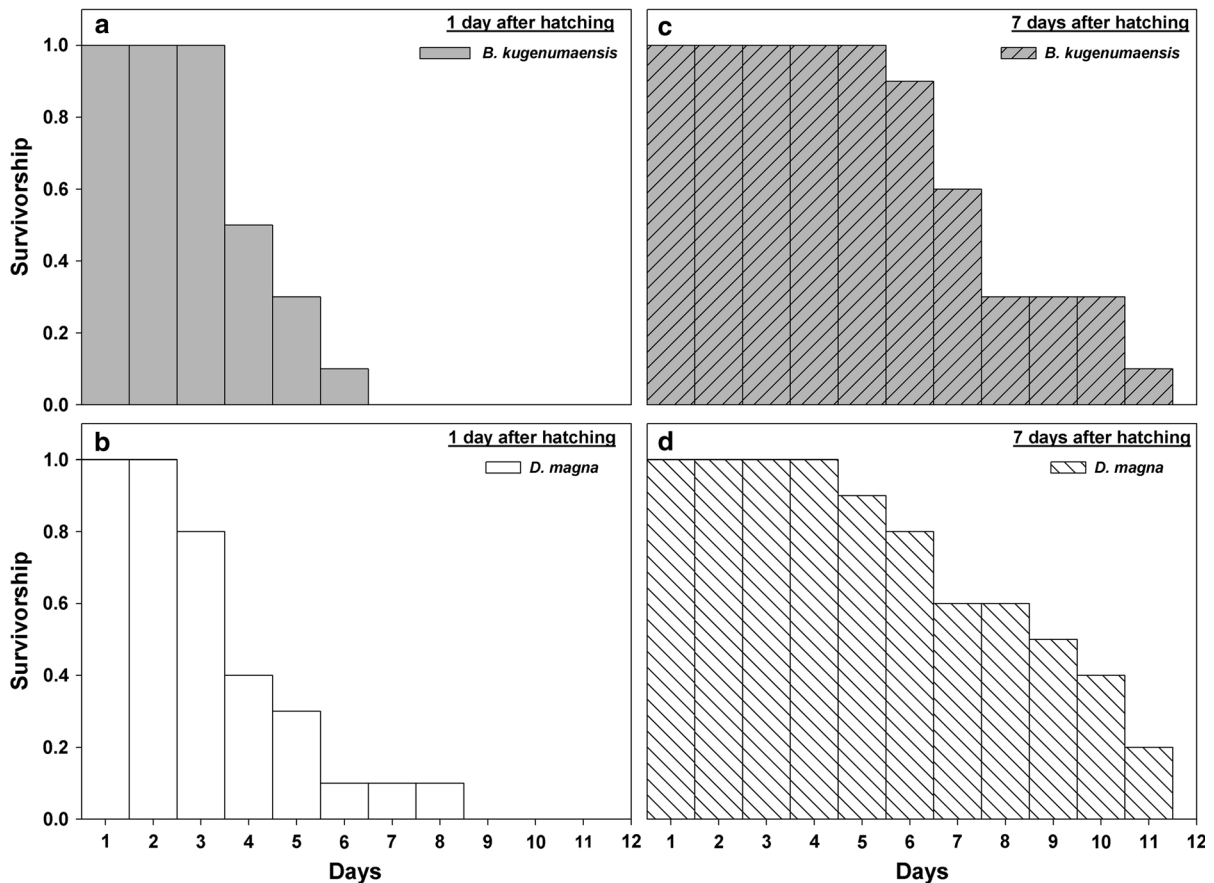 a
1 day after hatching
B. kugenumaensis
1.0
0.8
0.6
0.4
0.2
0.0
Survivorship
c
7 days after hatching
B. kugenumaensis
b
1 day after hatching
D. magna
1.0
0.8
0.6
0.4
0.2
0.0
Survivorship
1 2 3 4 5 6 7 8 9 10 11 12
Days
d
7 days after hatching
D. magna
1 2 3 4 5 6 7 8 9 10 11 12
Days